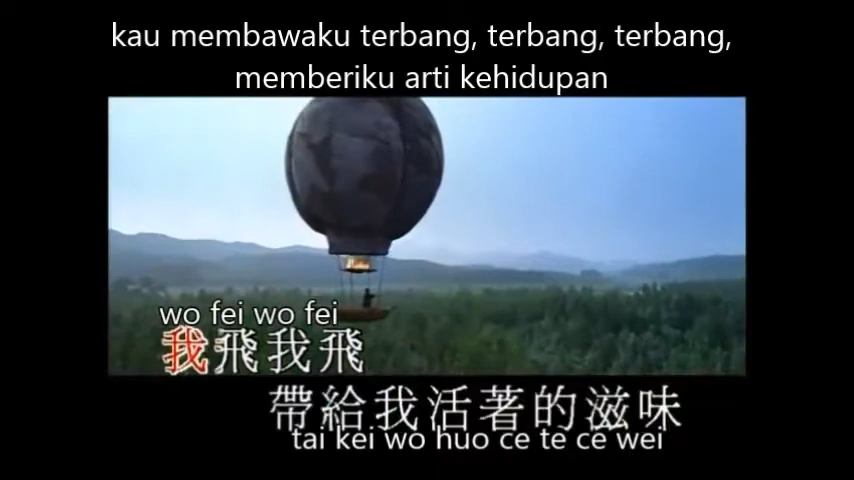 kau membawaku terbang, terbang, terbang,
memberiku arti kehidupan
wo fei wo fei
我飛我飛
帶給我活著的滋味
tai kei wo huo ce te ce wei